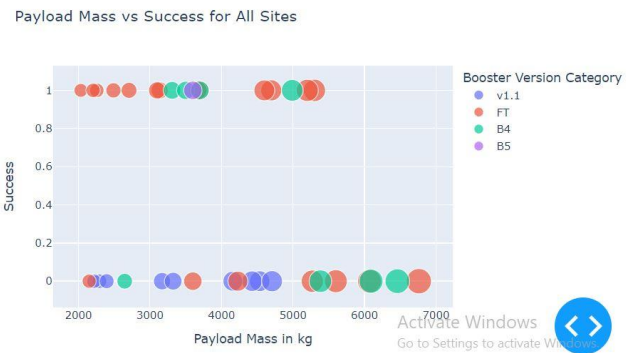 Payload Mass vs Success for All Sites
Booster Version Category
v1.1
FT
B4
B5
1
0.8
0.6
0.4
0.2
0
Success
2000 3000 4000 5000 6000 7000
Payload Mass in kg
Activate Windows
Go to Settings to activate Windows.